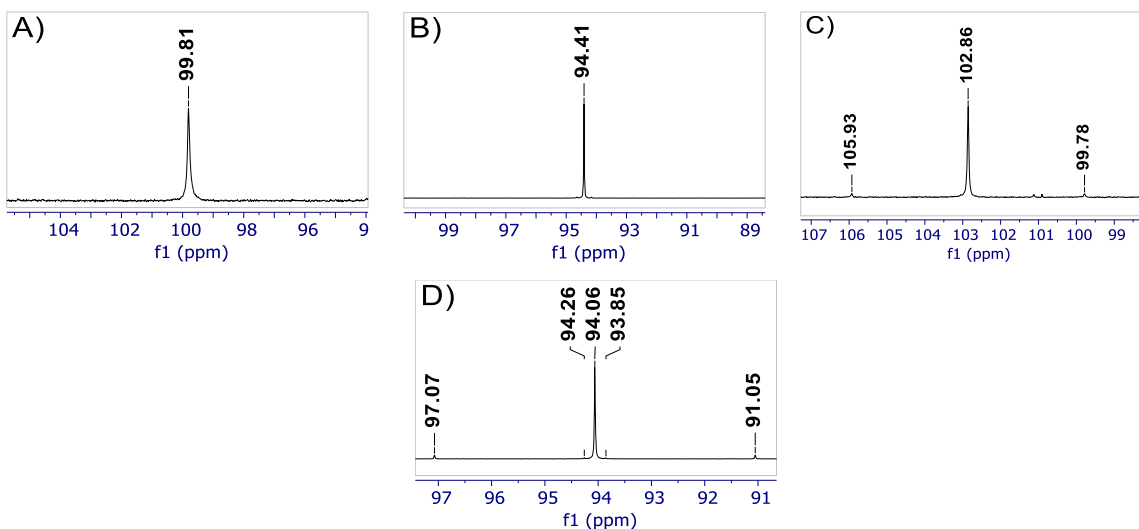 A)
99.81
104 102 100 98 96 9
f1 (ppm)
B)
94.41
99 97 95 93 91 89
f1 (ppm)
C)
105.93
102.86
99.78
107 106 105 104 103 102 101 100 99
f1 (ppm)
D)
97.07
94.26
94.06
93.85
91.05
97 96 95 94 93 92 91
f1 (ppm)